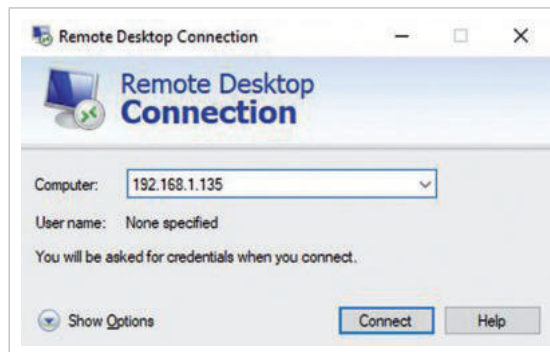 Remote Desktop Connection
Remote Desktop
Connection
Computer: 192.168.1.135
User name: None specified
You will be asked for credentials when you connect.
Show Options Connect Help